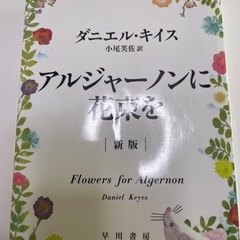 ダニエル・キイス
小尾芙佐訳
アルジャーノンに
花束を
新版
Flowers for Algernon
Daniel Keyes
早川書房